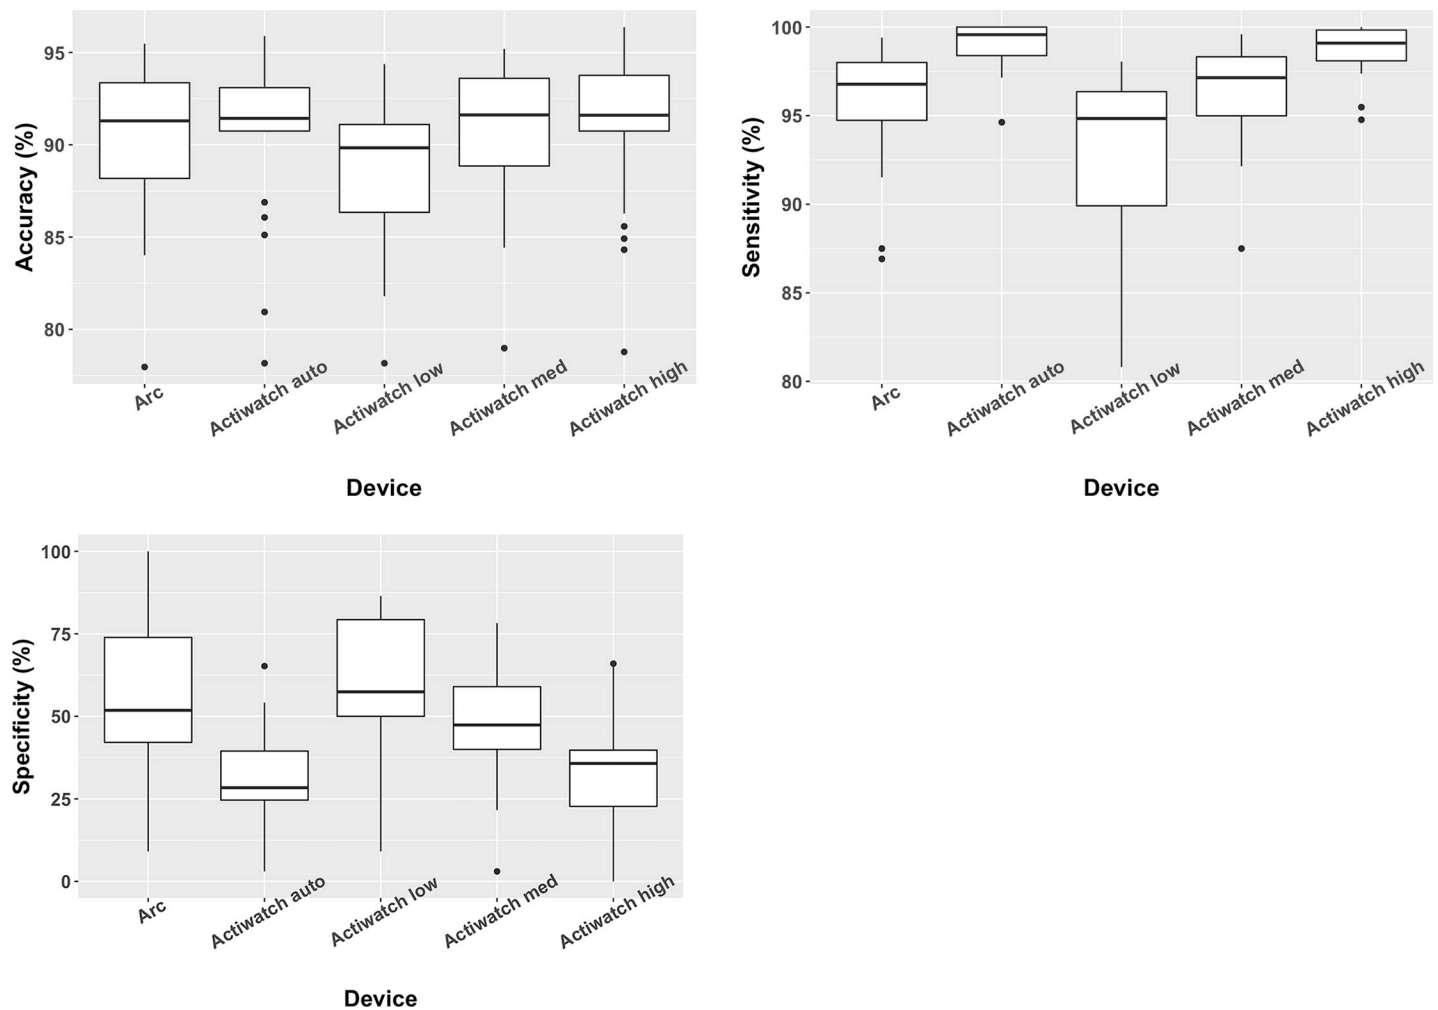 Accuracy (%)
95
90
85
80
Arc
Actiwatch auto
Actiwatch low
Actiwatch med
Actiwatch high
Device
Sensitivity (%)
100
95
90
85
80
Arc
Actiwatch auto
Actiwatch low
Actiwatch med
Actiwatch high
Device
Specificity (%)
100
75
50
25
0
Arc
Actiwatch auto
Actiwatch low
Actiwatch med
Actiwatch high
Device